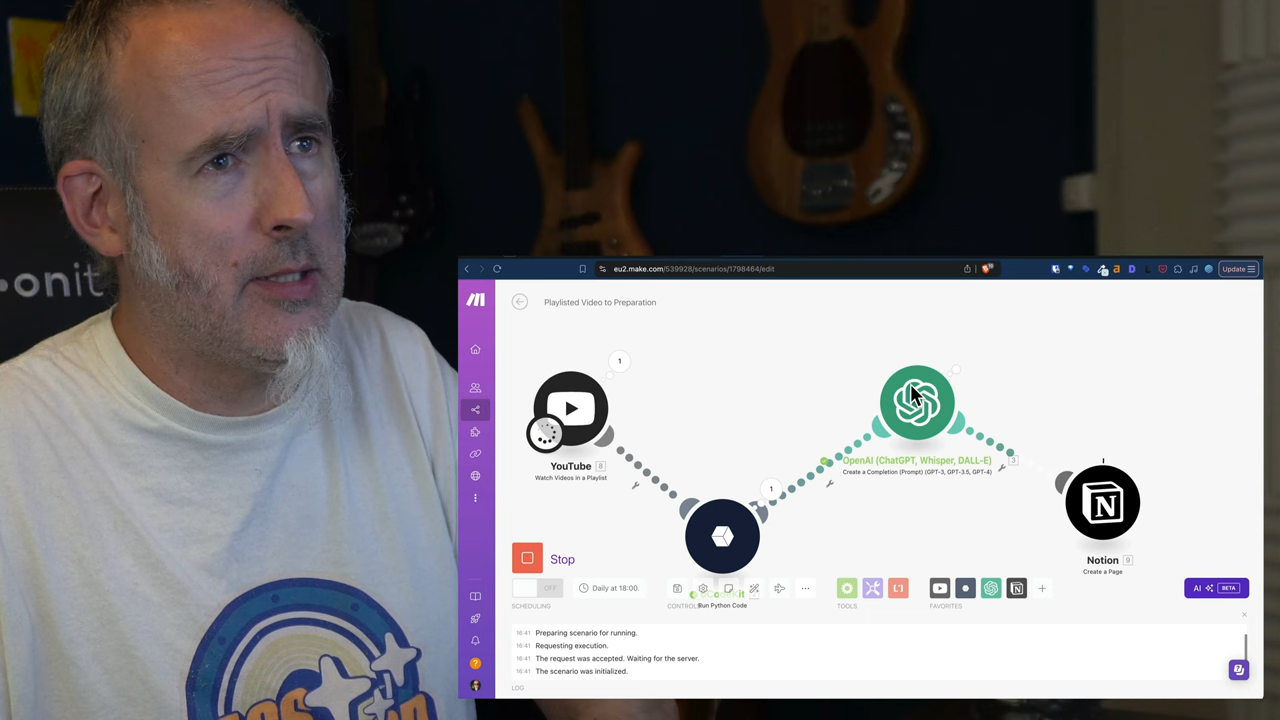 onit
eu2.make.com/539928/scenarios/1798464/edit
Update
Playlisted Video to Preparation
1
YouTube 8
Watch Videos in a Playlist
1
OpenAI (ChatGPT, Whisper, DALL-E) 3
Create a Completion (Prompt) (GPT-3, GPT-3.5, GPT-4)
Notion 9
Create a Page
Stop
OFF
Daily at 18:00.
AI BETA
SCHEDULING
Run Python Code
TOOLS
FAVORITES
16:41 Preparing scenario for running.
16:41 Requesting execution.
16:41 The request was accepted. Waiting for the server.
16:41 The scenario was initialized.
LOG